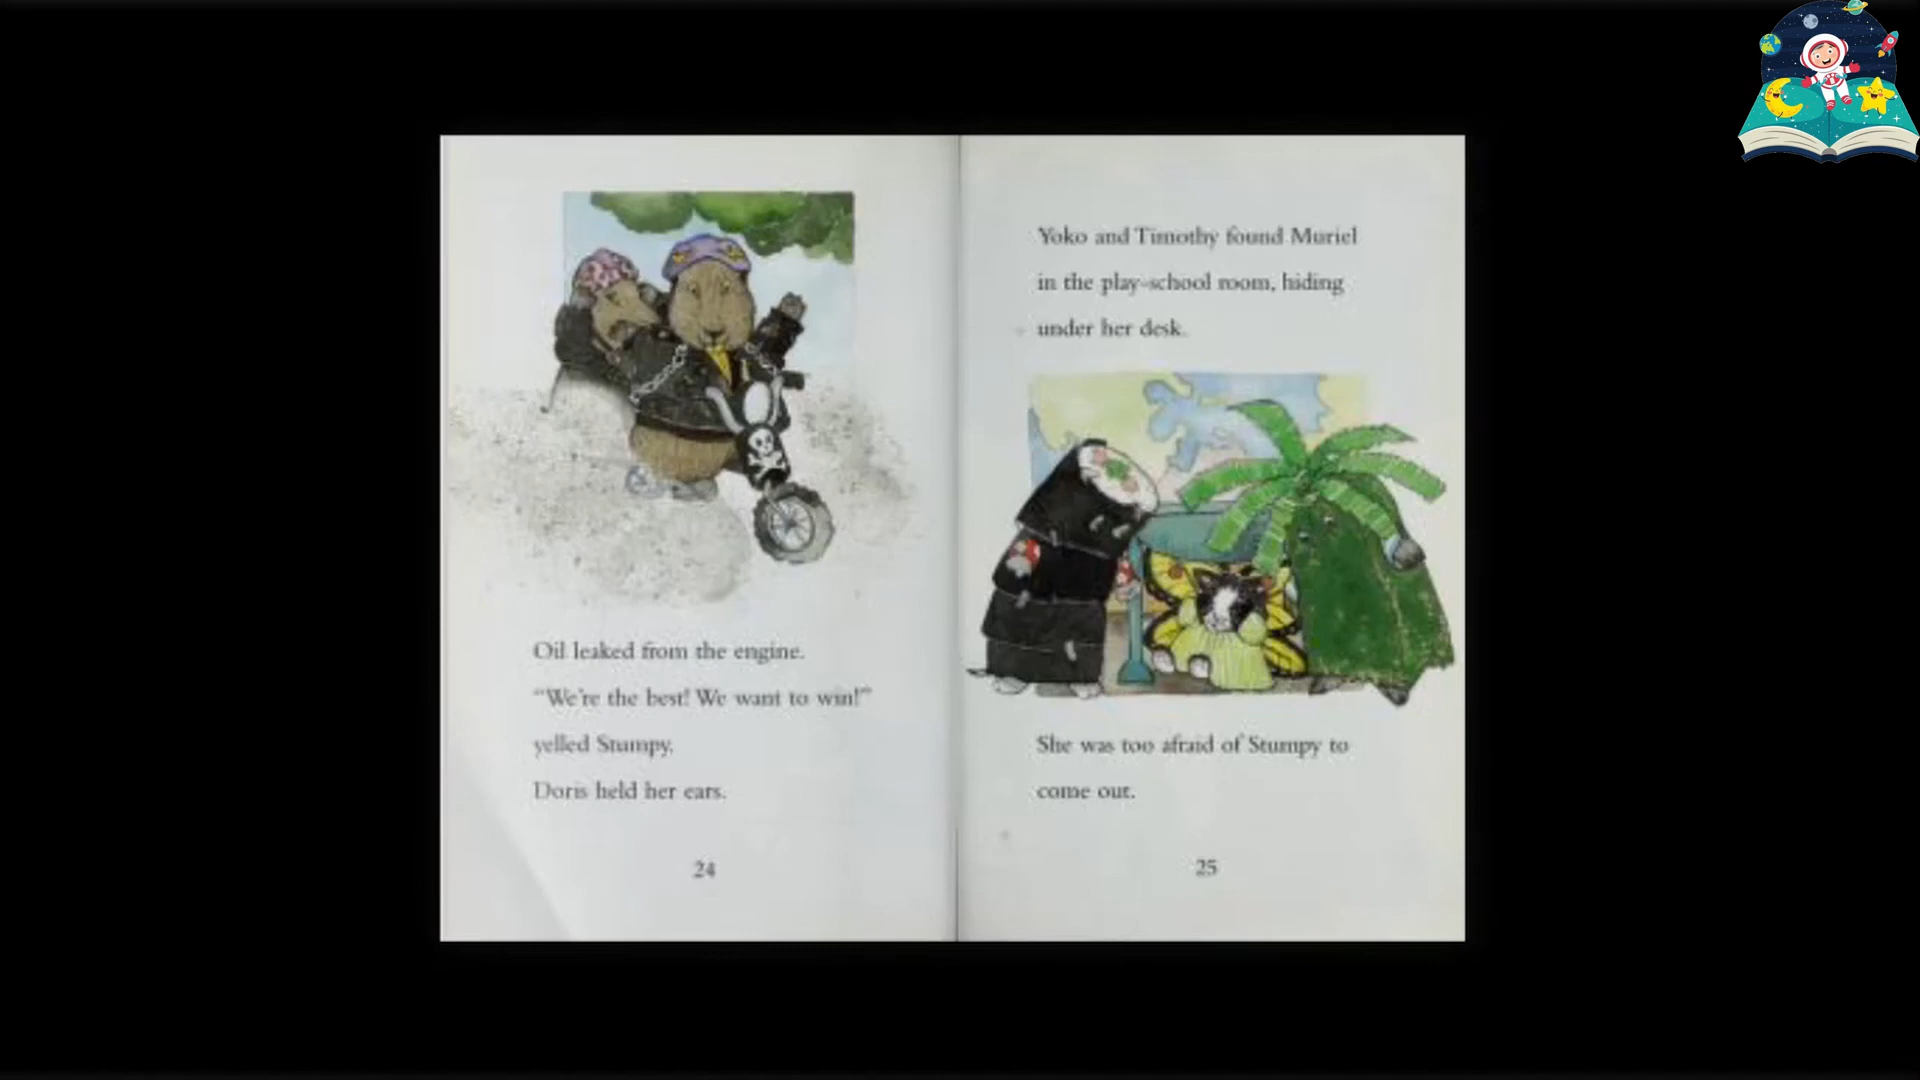 Oil leaked from the engine.
“We’re the best! We want to win!”
yelled Stumpy.
Doris held her ears.
24
Yoko and Timothy found Muriel
in the play-school room, hiding
under her desk.
She was too afraid of Stumpy to
come out.
25